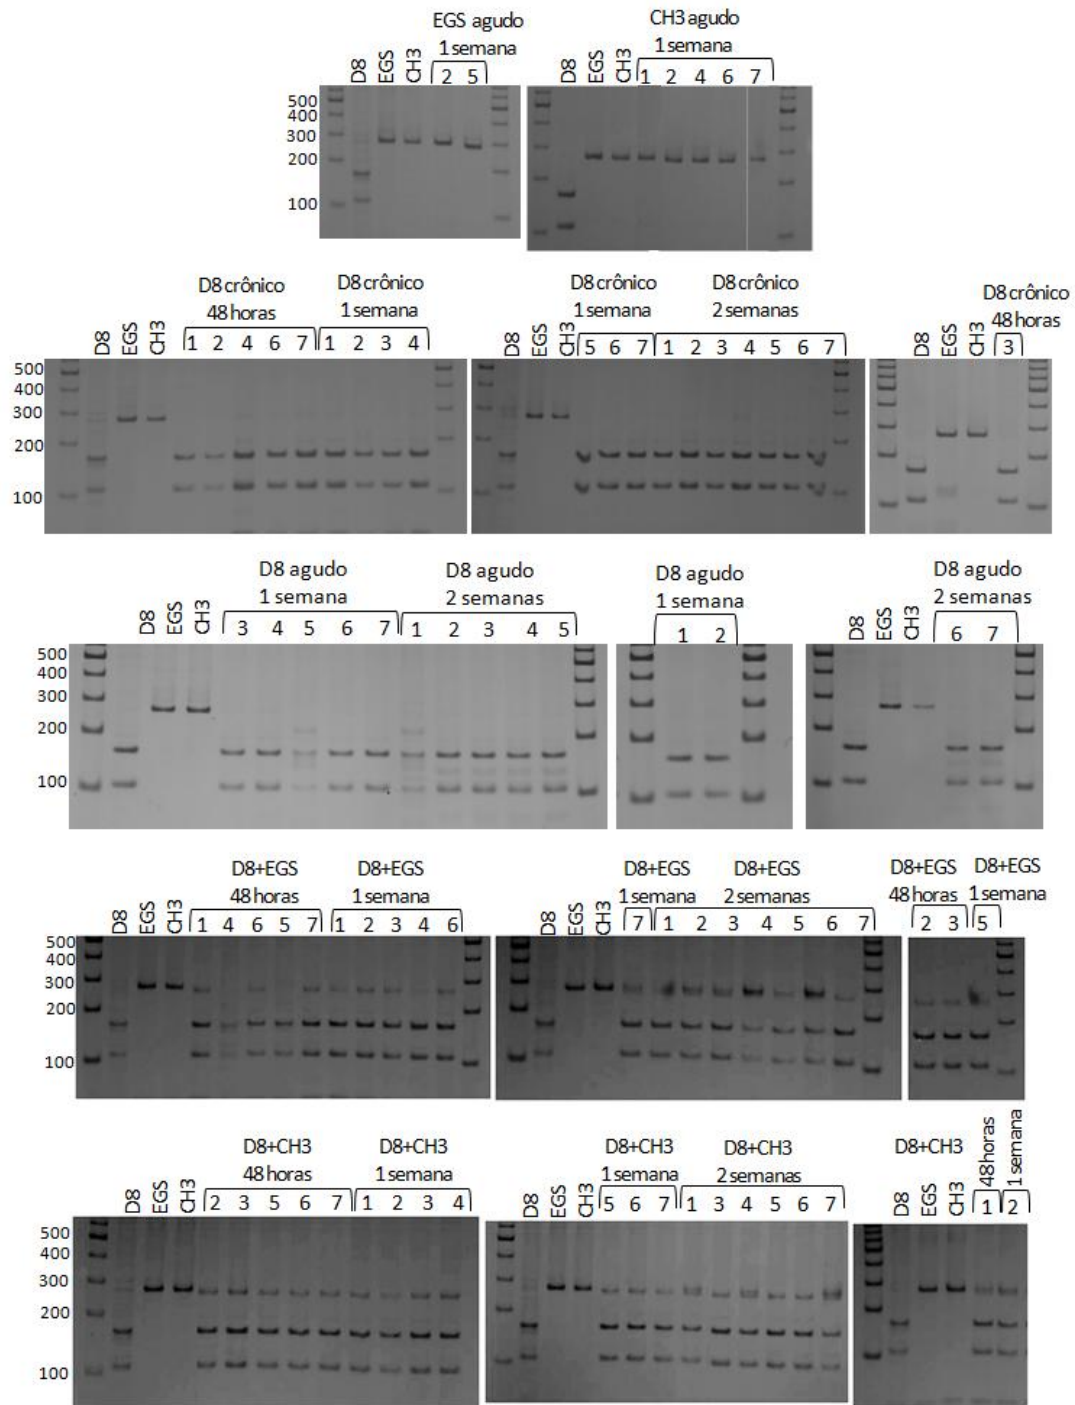 EGS agudo CH3 agudo
1 semana 1 semana
D8 EGS CH3 2 5 D8 EGS CH3 1 2 4 6 7
500
400
300
200
100
D8 crônico D8 crônico D8 crônico D8 crônico D8 crônico
48 horas 1 semana 1 semana 2 semanas 48 horas
D8 EGS CH3 1 2 4 6 7 1 2 3 4 D8 EGS CH3 5 6 7 1 2 3 4 5 6 7 D8 EGS CH3 3
500
400
300
200
100
D8 agudo D8 agudo D8 agudo D8 agudo
1 semana 2 semanas 1 semana 2 semanas
D8 EGS CH3 3 4 5 6 7 1 2 3 4 5 1 2 D8 EGS CH3 6 7
500
400
300
200
100
D8+EGS D8+EGS D8+EGS D8+EGS D8+EGS D8+EGS
48 horas 1 semana 1 semana 2 semanas 48 horas 1 semana
D8 EGS CH3 1 4 6 5 7 1 2 3 4 6 D8 EGS CH3 7 1 2 3 4 5 6 7 2 3 5
500
400
300
200
100
D8+CH3 D8+CH3 D8+CH3 D8+CH3 D8+CH3
48 horas 1 semana 1 semana 2 semanas 48 horas 1 semana
D8 EGS CH3 2 3 5 6 7 1 2 3 4 D8 EGS CH3 5 6 7 1 3 4 5 6 7 D8 EGS CH3 1 2
500
400
300
200
100